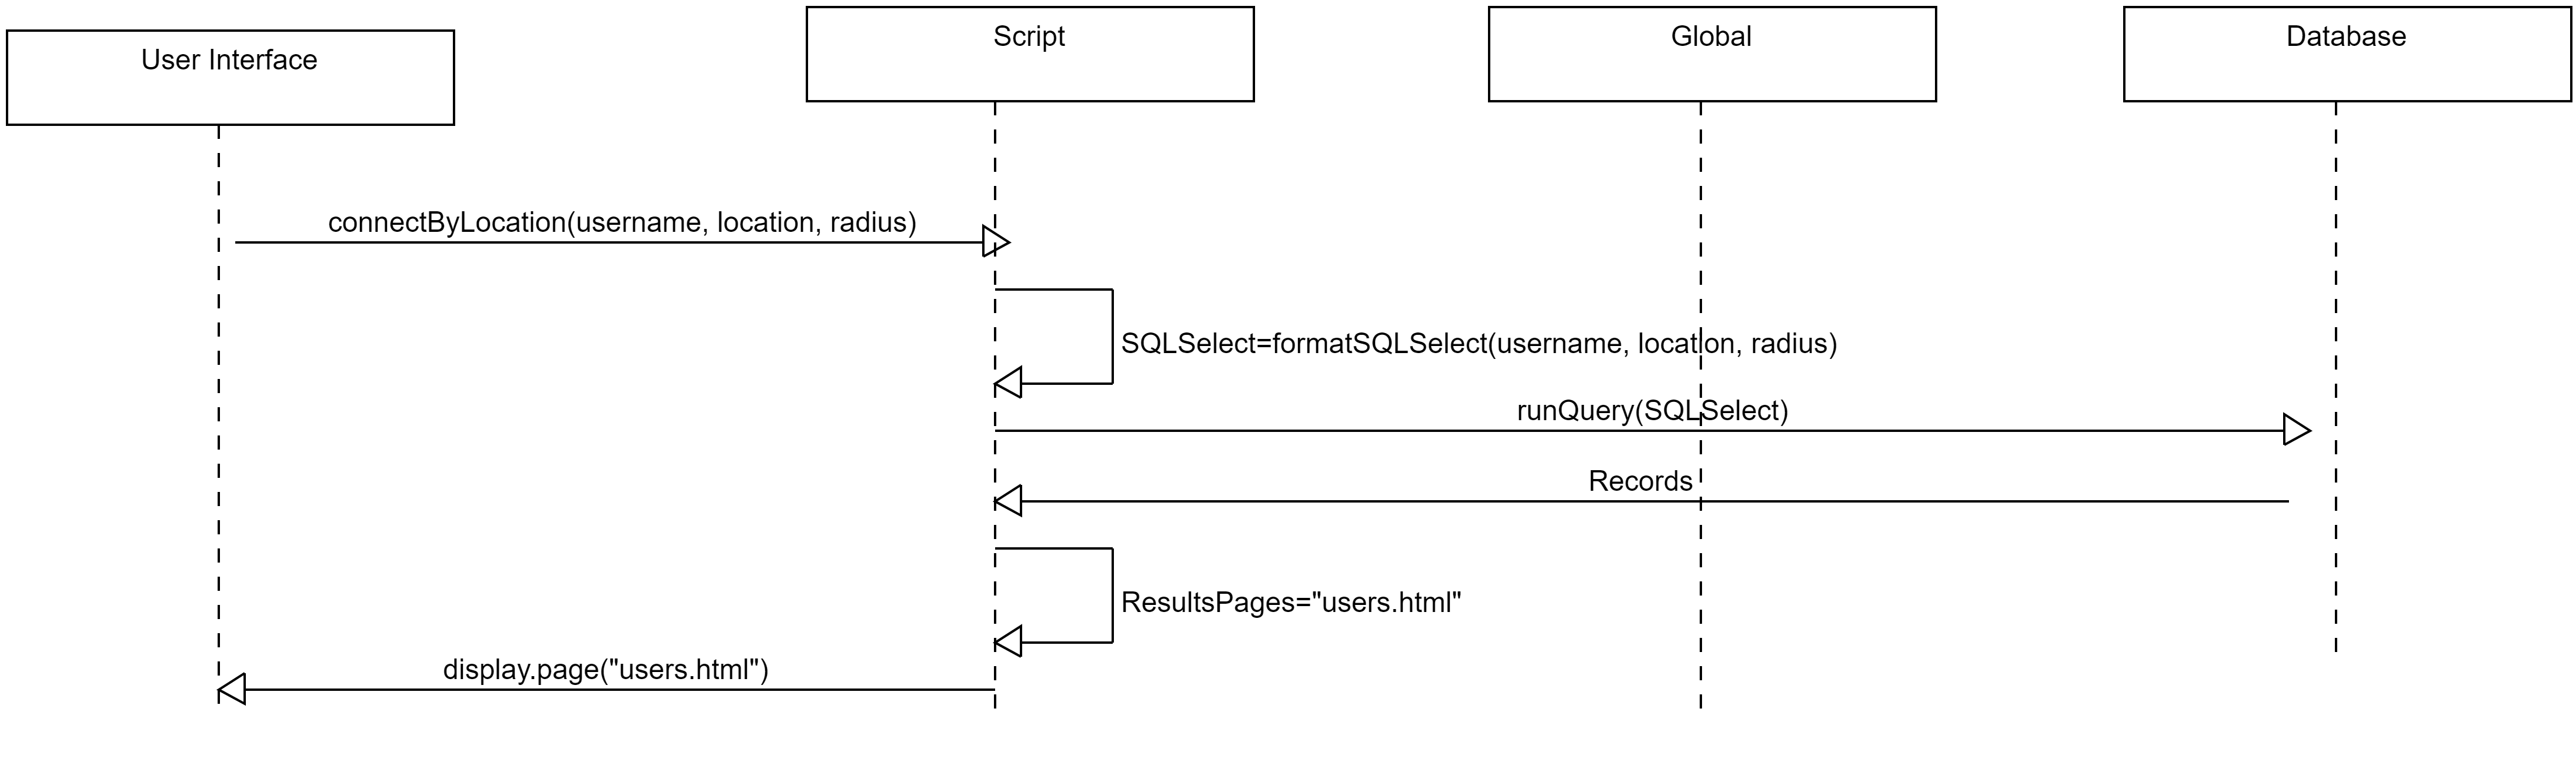 User Interface
Script
Global
Database
connectByLocation(username, location, radius)
SQLSelect=formatSQLSelect(username, location, radius)
runQuery(SQLSelect)
Records
ResultsPages="users.html"
display.page("users.html")